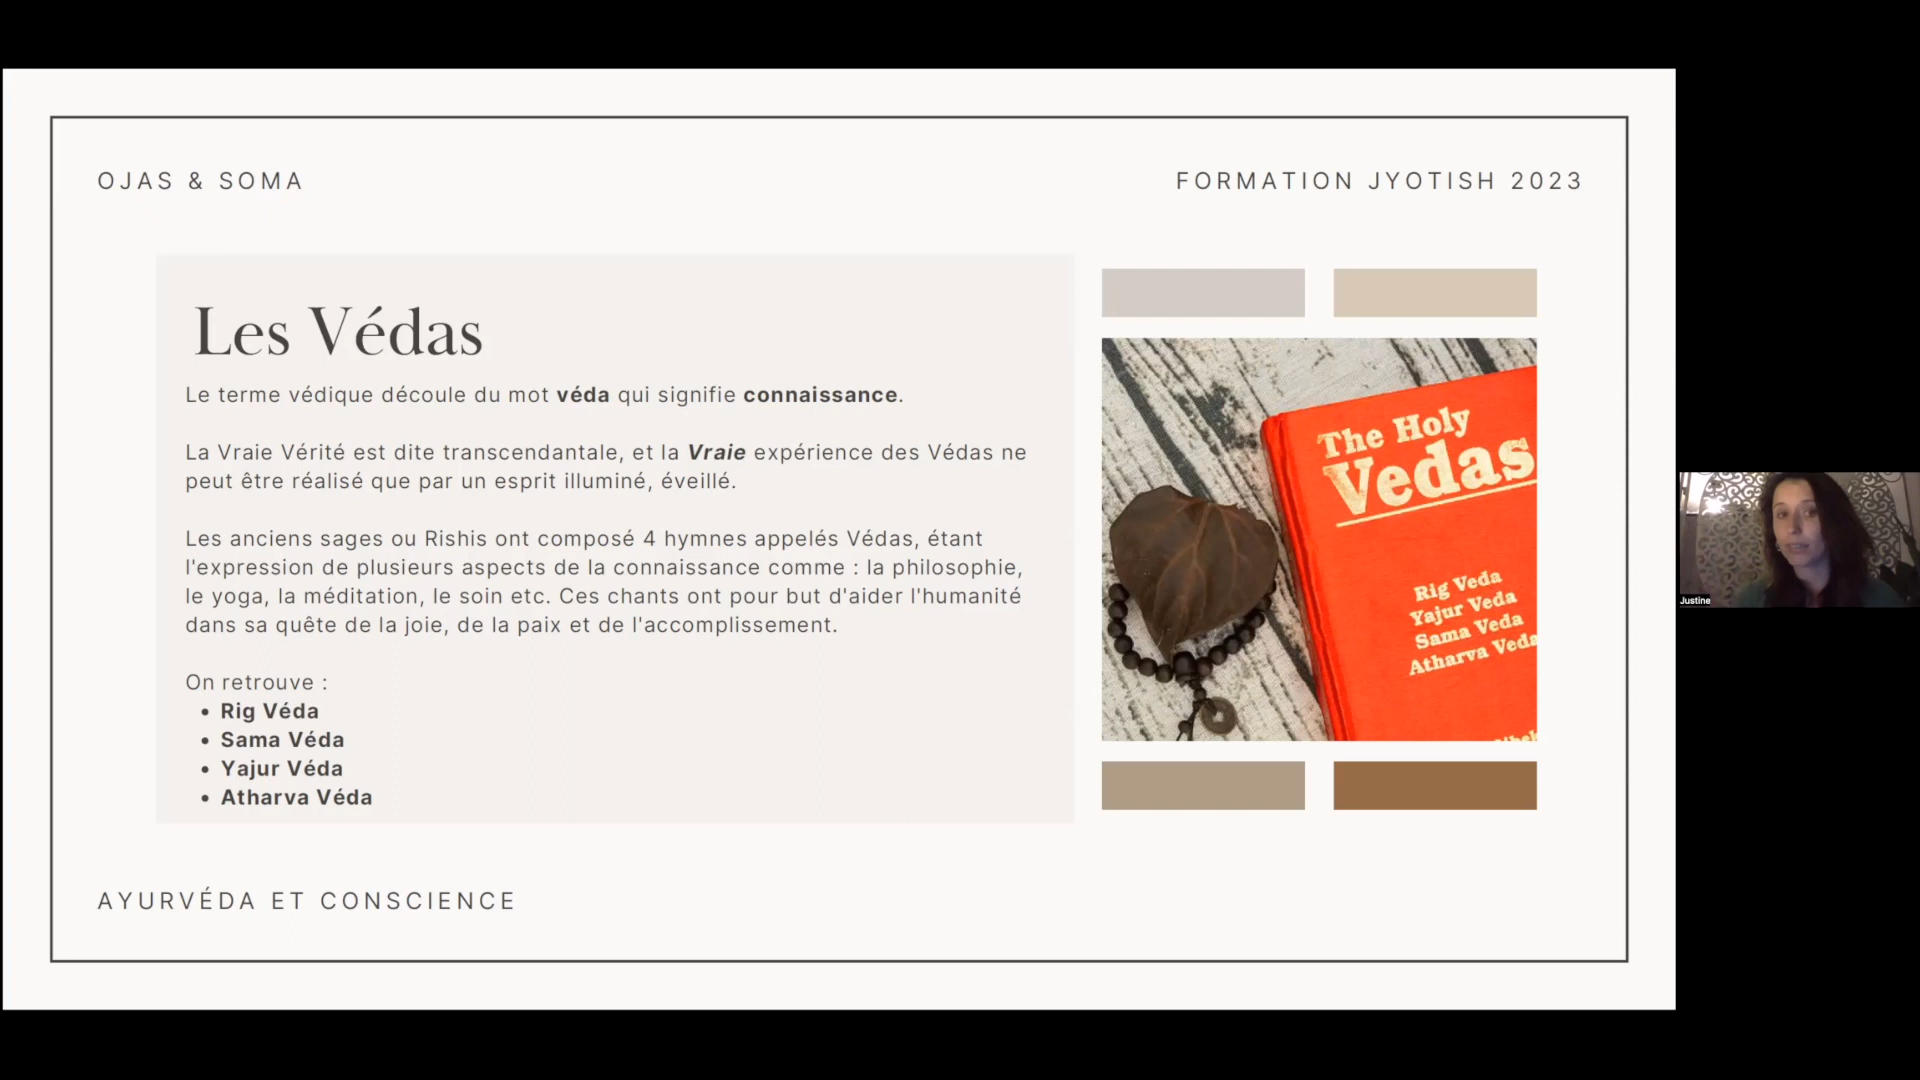 OJAS & SOMA
FORMATION JYOTISH 2023
Les Védas
Le terme védique découle du mot véda qui signifie connaissance.
La Vraie Vérité est dite transcendantale, et la Vraie expérience des Védas ne
peut être réalisé que par un esprit illuminé, éveillé.
Les anciens sages ou Rishis ont composé 4 hymnes appelés Védas, étant
l'expression de plusieurs aspects de la connaissance comme : la philosophie,
le yoga, la méditation, le soin etc. Ces chants ont pour but d'aider l'humanité
dans sa quête de la joie, de la paix et de l'accomplissement.
On retrouve :
• Rig Véda
• Sama Véda
• Yajur Véda
• Atharva Véda
The Holy
Vedas
Rig Veda
Yajur Veda
Sama Veda
Atharva Veda
Justine
AYURVÉDA ET CONSCIENCE